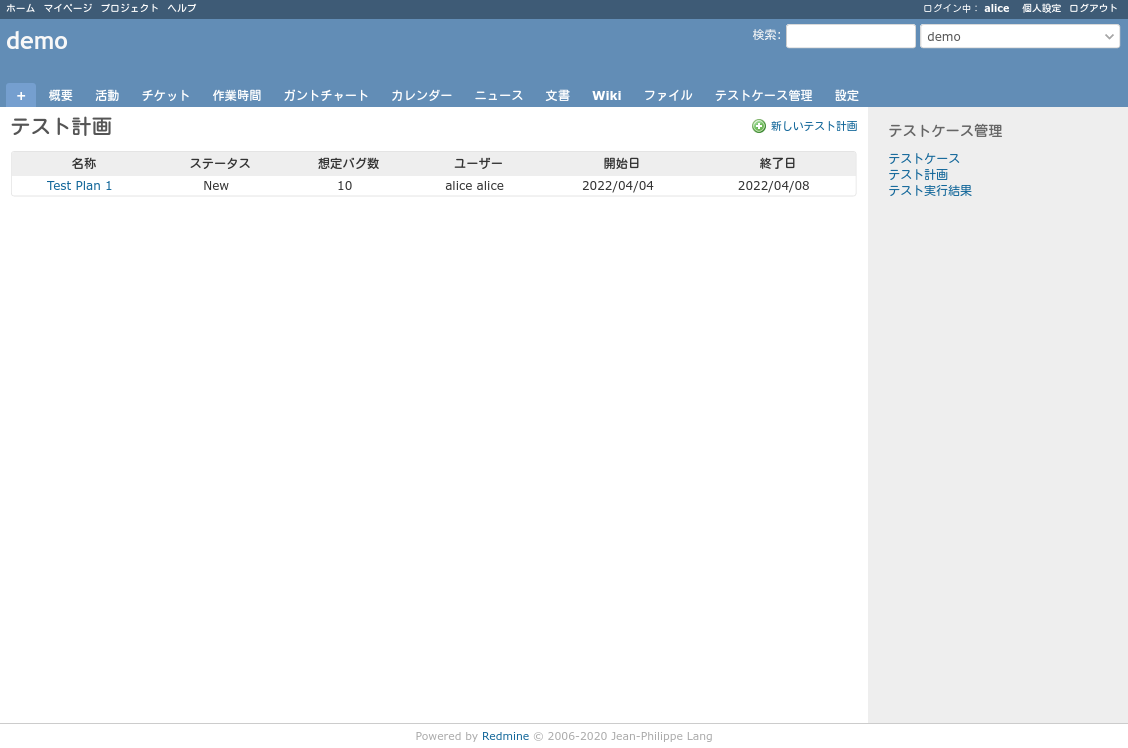 ホーム マイページ プロジェクト ヘルプ ログイン中： alice 個人設定 ログアウト
demo 検索: demo
+ 概要 活動 チケット 作業時間 ガントチャート カレンダー ニュース 文書 Wiki ファイル テストケース管理 設定
テスト計画 新しいテスト計画
名称 ステータス 想定バグ数 ユーザー 開始日 終了日
Test Plan 1 New 10 alice alice 2022/04/04 2022/04/08
テストケース管理
テストケース
テスト計画
テスト実行結果
Powered by Redmine © 2006-2020 Jean-Philippe Lang